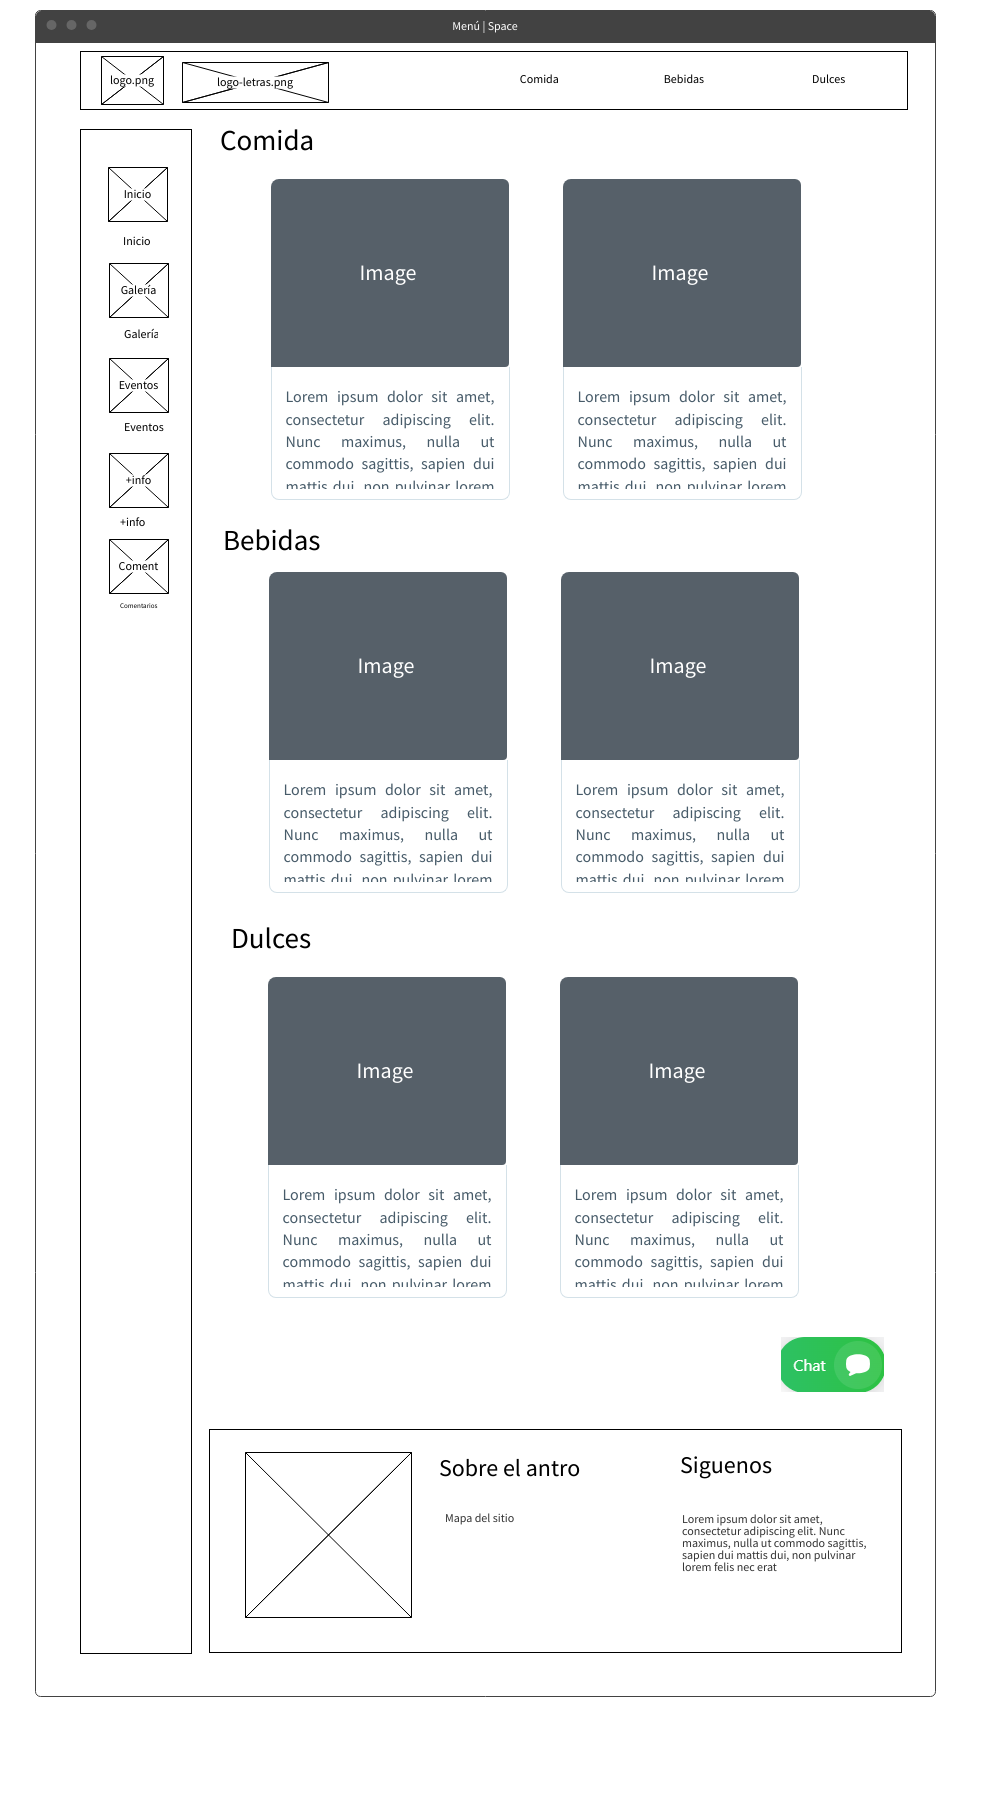 Menú | Space
logo.png
logo-letras.png
Comida
Bebidas
Dulces
Inicio
Inicio
Galería
Galería
Eventos
Eventos
+info
+info
Coment
Comentarios
Comida
Image
Lorem ipsum dolor sit amet,
consectetur adipiscing elit.
Nunc maximus, nulla ut
commodo sagittis, sapien dui
mattis dui, non pulvinar lorem
Image
Lorem ipsum dolor sit amet,
consectetur adipiscing elit.
Nunc maximus, nulla ut
commodo sagittis, sapien dui
mattis dui, non pulvinar lorem
Bebidas
Image
Lorem ipsum dolor sit amet,
consectetur adipiscing elit.
Nunc maximus, nulla ut
commodo sagittis, sapien dui
mattis dui, non pulvinar lorem
Image
Lorem ipsum dolor sit amet,
consectetur adipiscing elit.
Nunc maximus, nulla ut
commodo sagittis, sapien dui
mattis dui, non pulvinar lorem
Dulces
Image
Lorem ipsum dolor sit amet,
consectetur adipiscing elit.
Nunc maximus, nulla ut
commodo sagittis, sapien dui
mattis dui, non pulvinar lorem
Image
Lorem ipsum dolor sit amet,
consectetur adipiscing elit.
Nunc maximus, nulla ut
commodo sagittis, sapien dui
mattis dui, non pulvinar lorem
Chat
Sobre el antro
Mapa del sitio
Siguenos
Lorem ipsum dolor sit amet,
consectetur adipiscing elit. Nunc
maximus, nulla ut commodo sagittis,
sapien dui mattis dui, non pulvinar
lorem felis nec erat